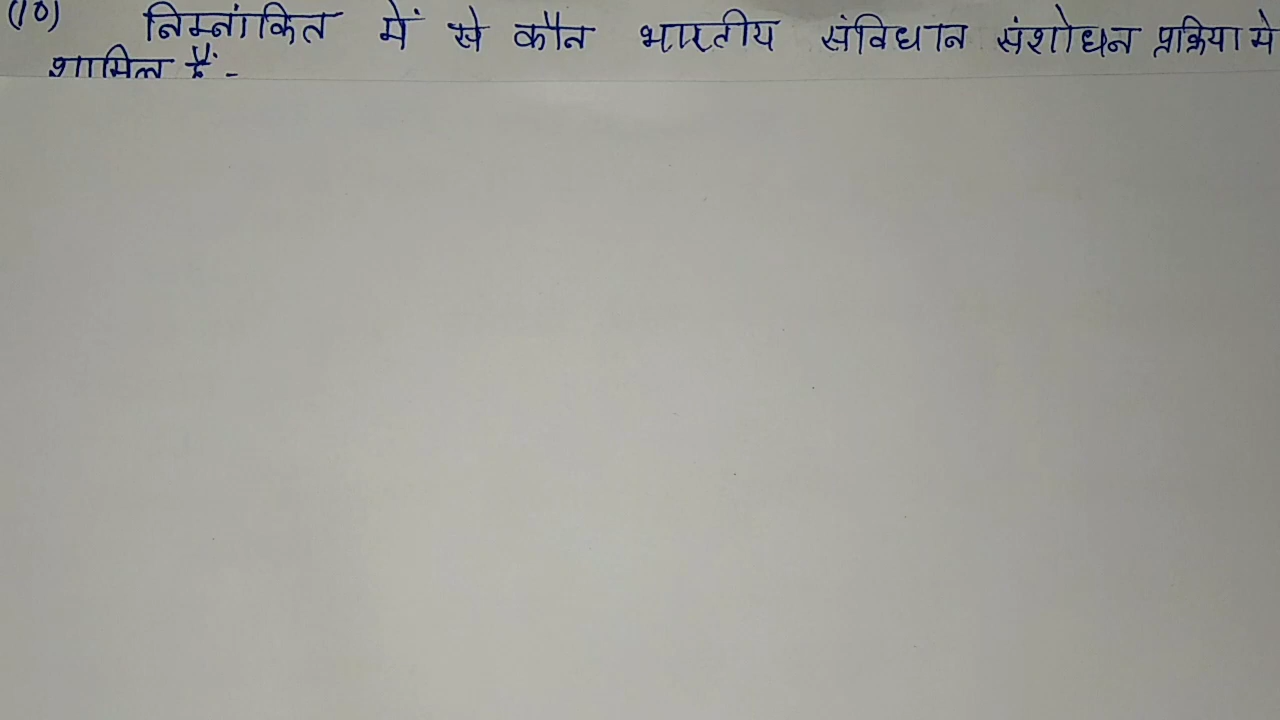 (10) निम्नांकित में से कौन भारतीय संविधान संशोधन प्रक्रिया मे
शामिल हैं:-